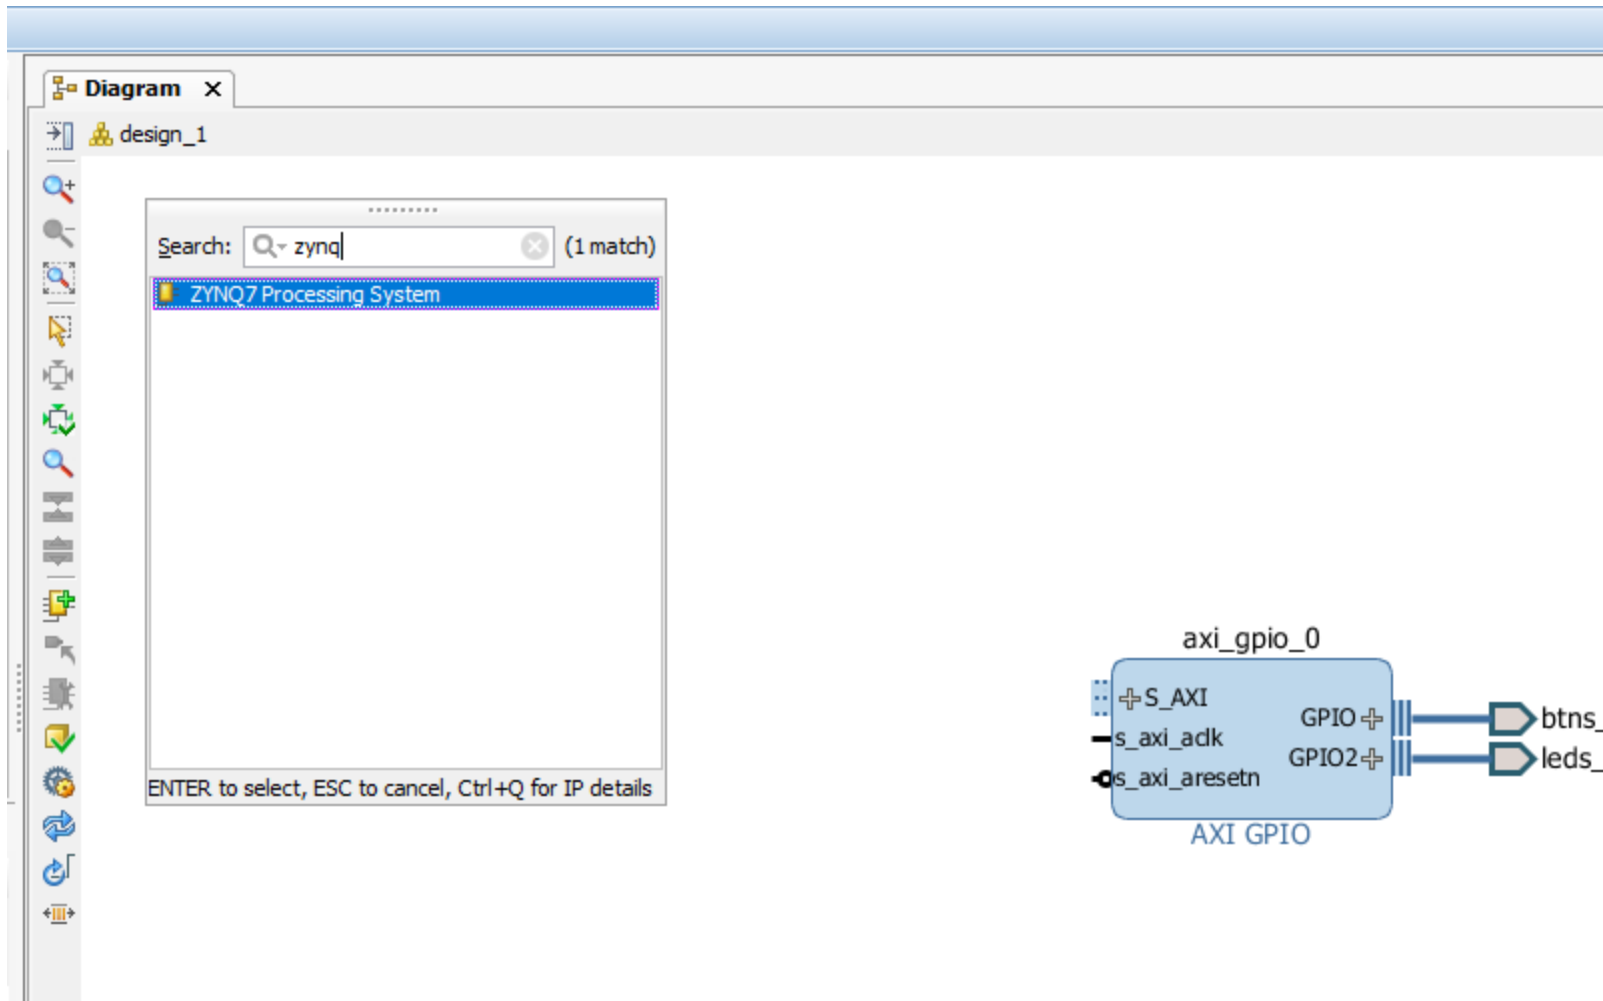 Diagram X
design_1
Search: zynq (1 match)
ZYNQ7 Processing System
ENTER to select, ESC to cancel, Ctrl+Q for IP details
axi_gpio_0
S_AXI
s_axi_aclk
s_axi_aresetn
GPIO
GPIO2
btns_
leds_
AXI GPIO